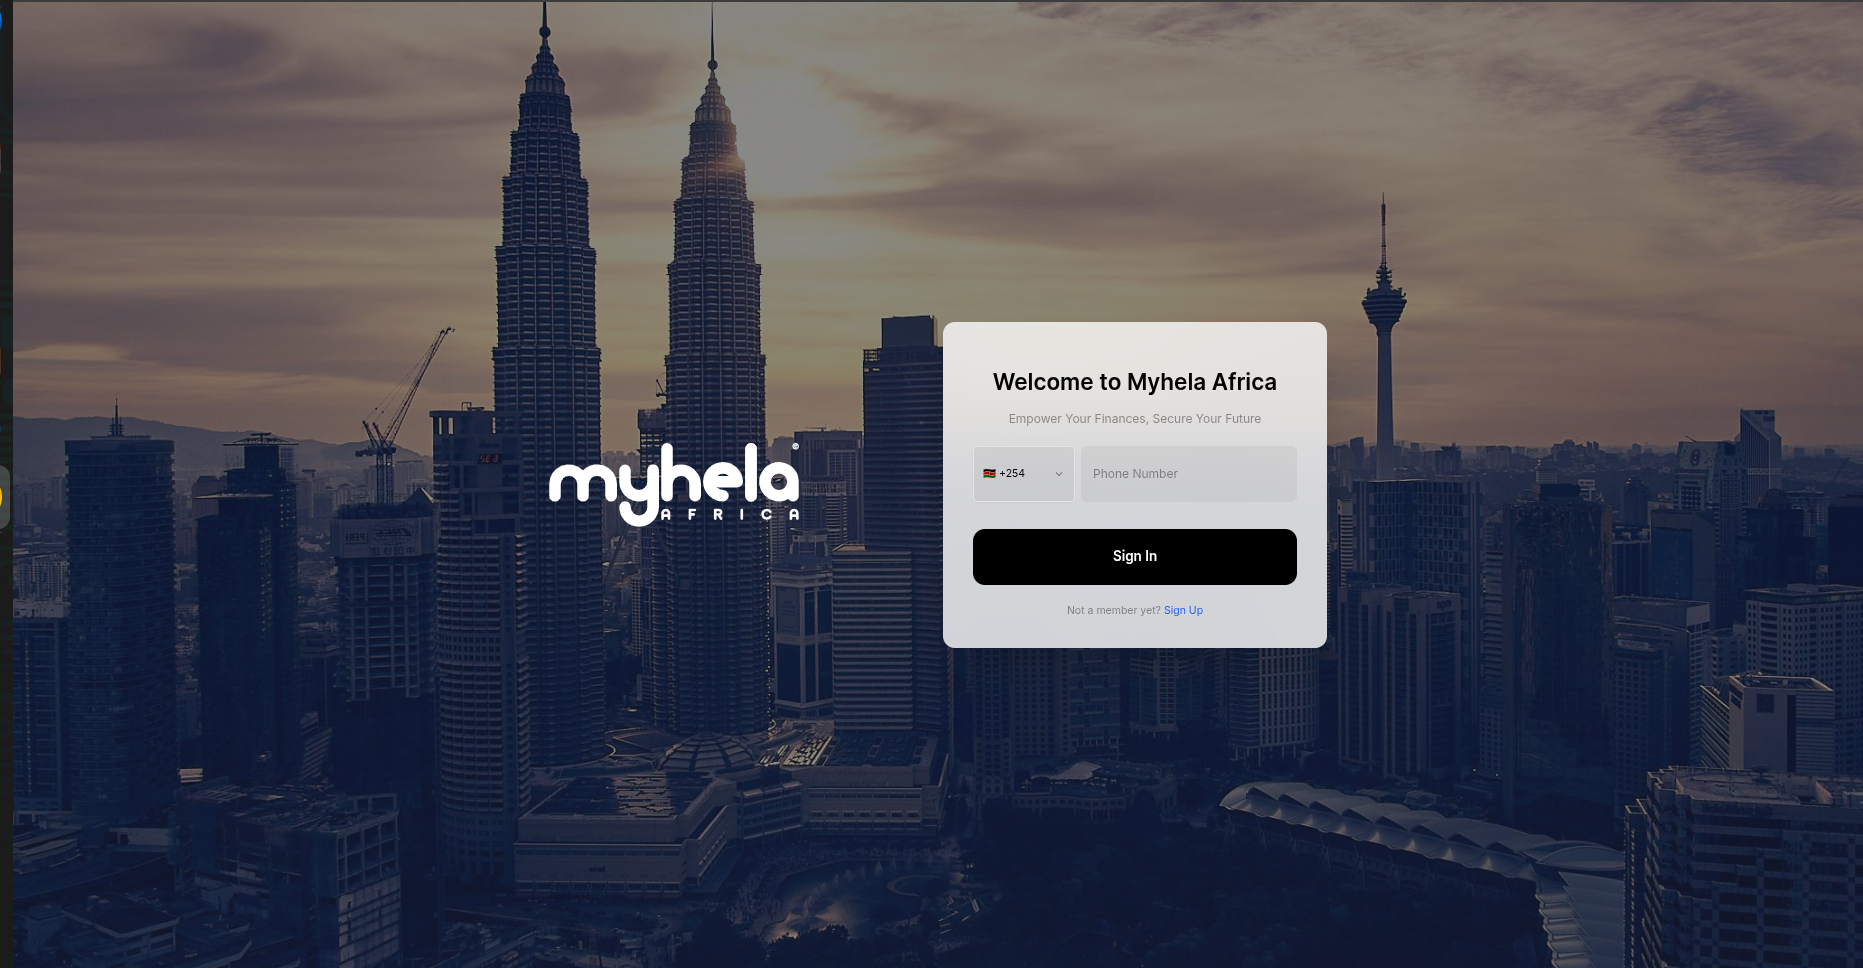 myhela
AFRICA
Welcome to Myhela Africa
Empower Your Finances, Secure Your Future
+254
Phone Number
Sign In
Not a member yet? Sign Up